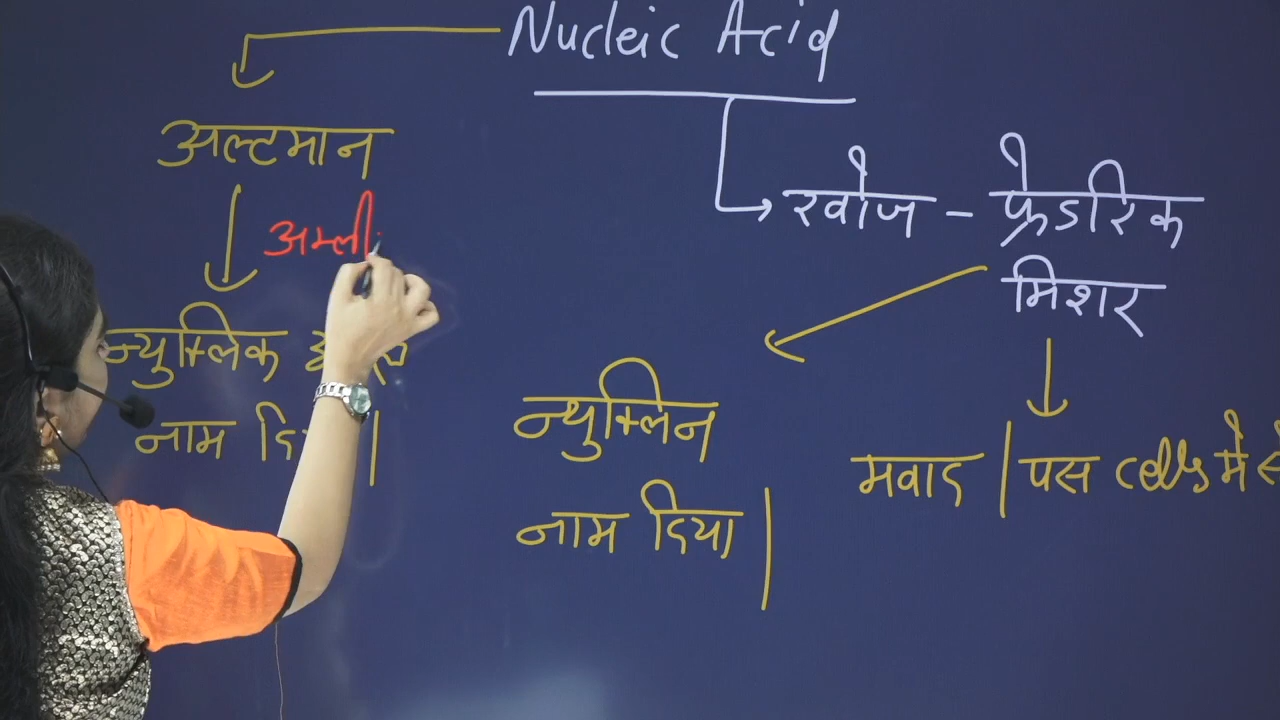 Nucleic Acid
अल्टमान
खोज - फ्रेडरिक
मिशर
अम्ली
न्युक्लिक
नाम
न्युक्लिन
नाम दिया |
मवाद | पस cells में से